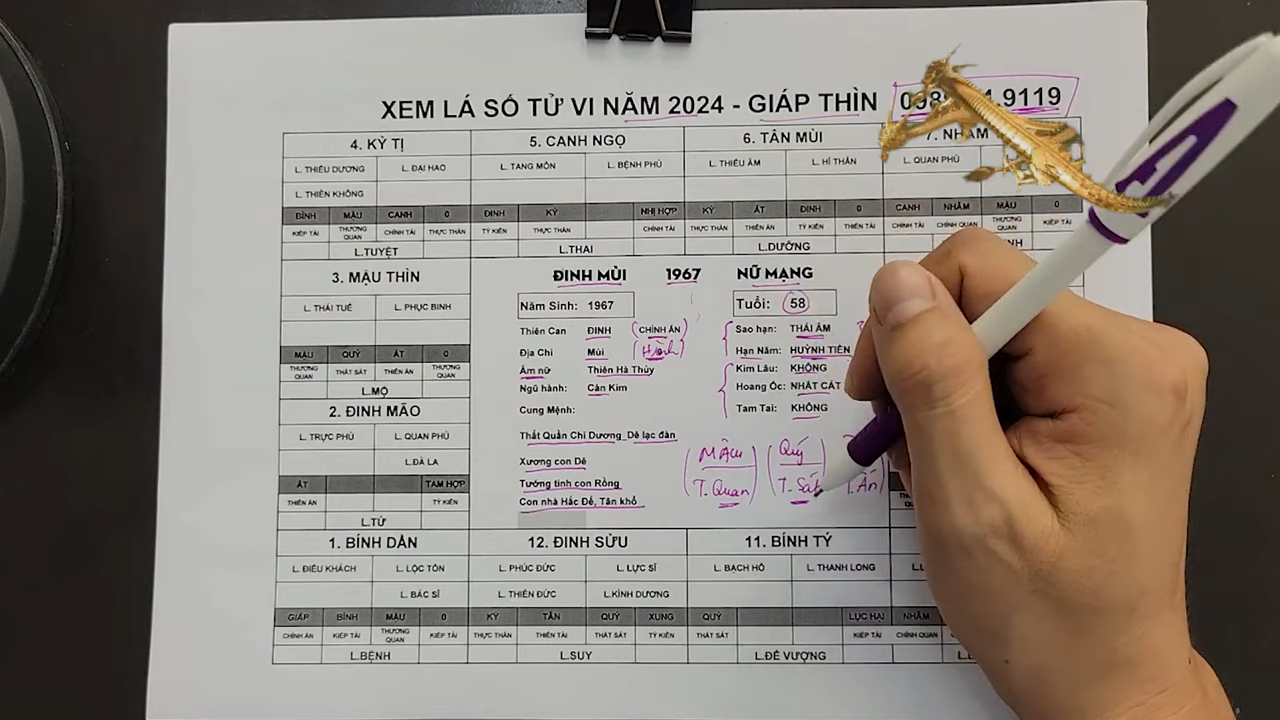 XEM LÁ SỐ TỬ VI NĂM 2024 - GIÁP THÌN .9119
4. KỶ TỊ 5. CANH NGỌ 6. TÂN MÙI 7. NHÂM
L. THIẾU DƯƠNG L. ĐẠI HAO L. TANG MÔN L. BỆNH PHÙ L. THIẾU ÂM L. HỈ THẦN L. QUAN PHÙ
L. THIÊN KHÔNG
BÍNH MẬU CANH 0 ĐINH KỶ NHỊ HỢP KỶ ẤT ĐINH 0 CANH NHÂM MẬU 0
KIẾP TÀI THƯƠNG QUAN CHÍNH TÀI THỰC THẦN TỶ KIÊN THỰC THẦN CHÍNH TÀI THỰC THẦN THIÊN ẤN TỶ KIÊN THIÊN TÀI CHÍNH TÀI CHÍNH QUAN THƯƠNG QUAN KIẾP TÀI
L.TUYỆT L.THAI L.DƯỠNG
3. MẬU THÌN
L. THÁI TUẾ L. PHỤC BINH
MẬU QUÝ ẤT 0
THƯƠNG QUAN THẤT SÁT THIÊN ẤN THƯƠNG QUAN
L.MỘ
2. ĐINH MÃO
L. TRỰC PHÙ L. QUAN PHÙ
L.ĐÀ LA
ẤT TAM HỢP
THIÊN ẤN TỶ KIÊN
L.TỬ
ĐINH MÙI 1967 NỮ MẠNG
Năm Sinh: 1967 Tuổi: 58
Thiên Can ĐINH (CHÍNH ẤN) Sao hạn: THÁI ÂM
Địa Chi Mùi Hạn Năm: HUỲNH TIÊN
Âm nữ Thiên Hà Thủy Kim Lâu: KHÔNG
Ngũ hành: Càn Kim Hoang Ốc: NHẤT CÁT
Cung Mệnh: Tam Tai: KHÔNG
Thất Quần Chi Dương_Dê lạc đàn
Xương con Dê
Tướng tinh con Rồng
Con nhà Hắc Đế, Tân khổ
(Mậu T.Quan) (Quý T.Sát) T.Ấn)
1. BÍNH DẦN 12. ĐINH SỬU 11. BÍNH TÝ
L. ĐIẾU KHÁCH L. LỘC TỒN L. PHÚC ĐỨC L. LỰC SĨ L. BẠCH HỔ L. THANH LONG
L. BÁC SĨ L. THIÊN ĐỨC L.KÌNH DƯƠNG
GIÁP BÍNH MẬU 0 KỶ TÂN QUÝ XUNG QUÝ LỤC HẠI NHÂM
CHÍNH ẤN KIẾP TÀI THƯƠNG QUAN KIẾP TÀI THỰC THẦN THIÊN TÀI THẤT SÁT TỶ KIÊN THẤT SÁT KIẾP TÀI CHÍNH QUAN
L.BỆNH L.SUY L.ĐẾ VƯỢNG